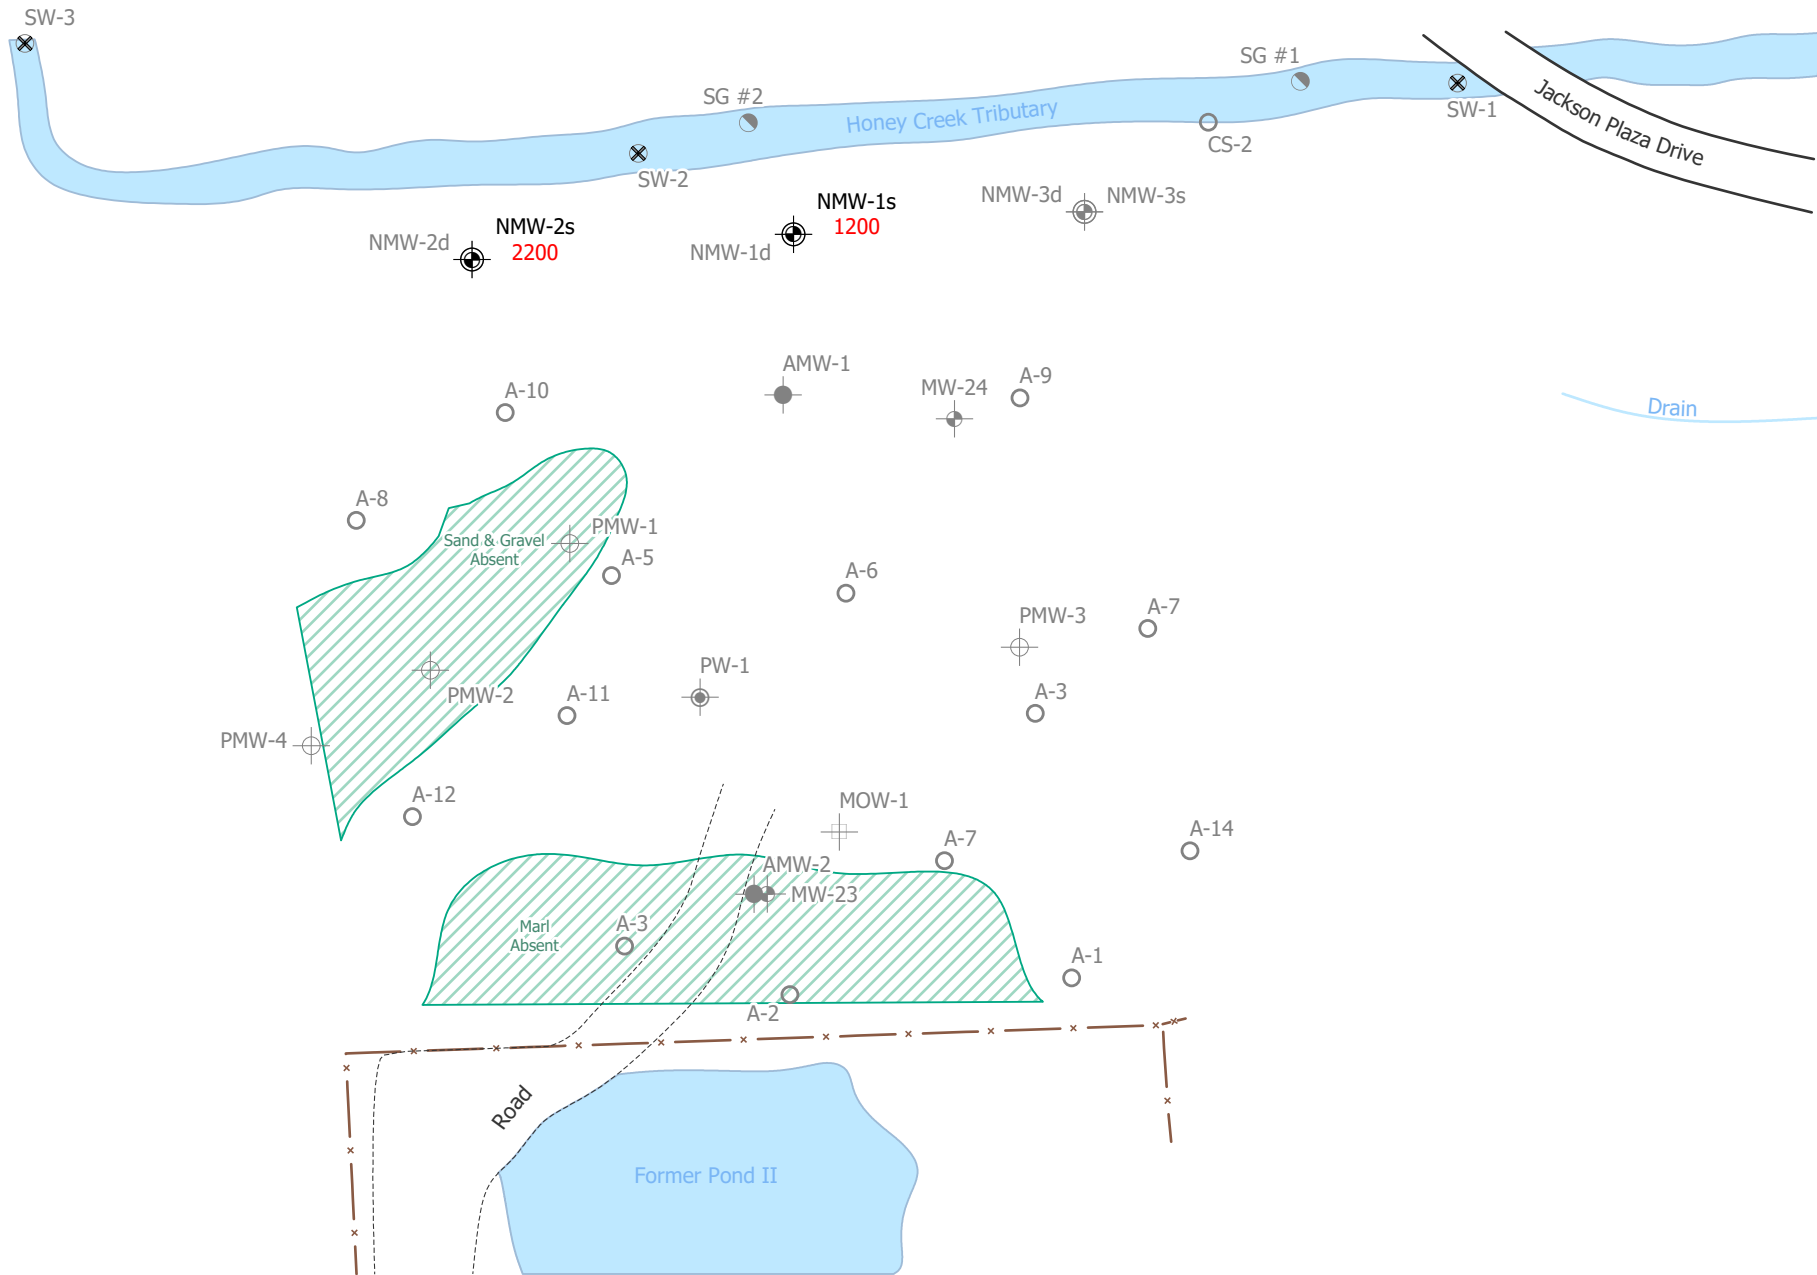 SW-3
SG #1
SG #2
Honey Creek Tributary
SW-1
Jackson Plaza Drive
CS-2
SW-2
NMW-3d
NMW-3s
NMW-1s
1200
NMW-2s
2200
NMW-2d
NMW-1d
AMW-1
MW-24
A-9
A-10
Drain
A-8
PMW-1
Sand & Gravel
Absent
A-5
A-6
A-7
PMW-3
PW-1
PMW-2
A-11
A-3
PMW-4
A-12
MOW-1
A-7
A-14
AMW-2
MW-23
A-3
Marl
Absent
A-1
A-2
Road
Former Pond II